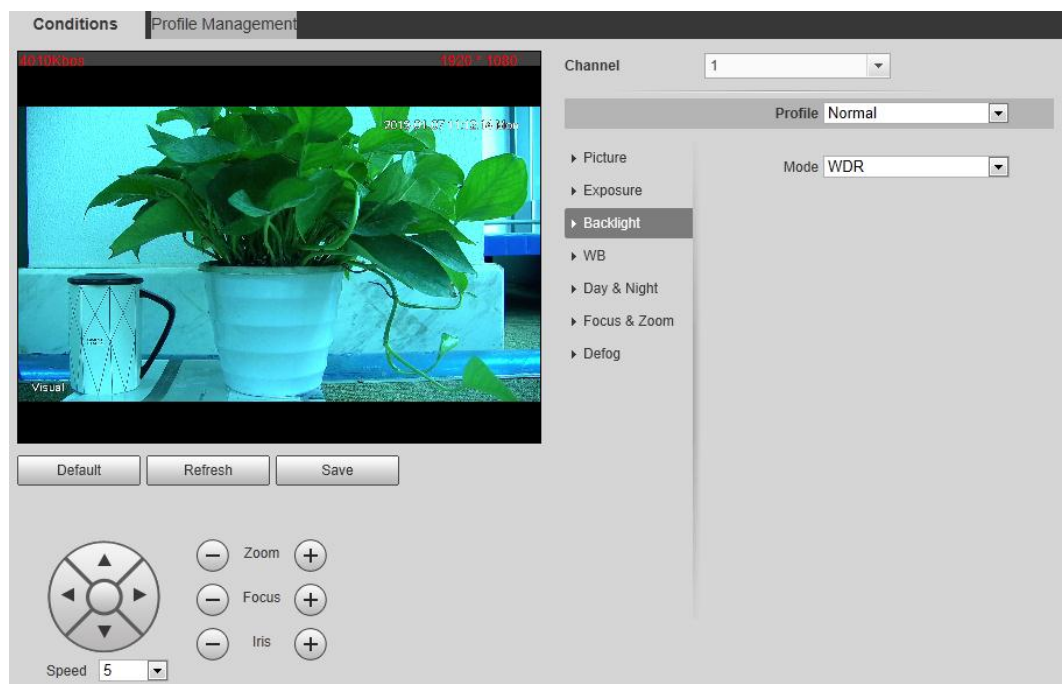 Conditions
Profile Management
4010Kbps
1920 * 1080
Visual
Default
Refresh
Save
Zoom
Focus
Iris
Speed 5
Channel 1
Profile Normal
Picture
Exposure
Backlight
WB
Day & Night
Focus & Zoom
Defog
Mode WDR